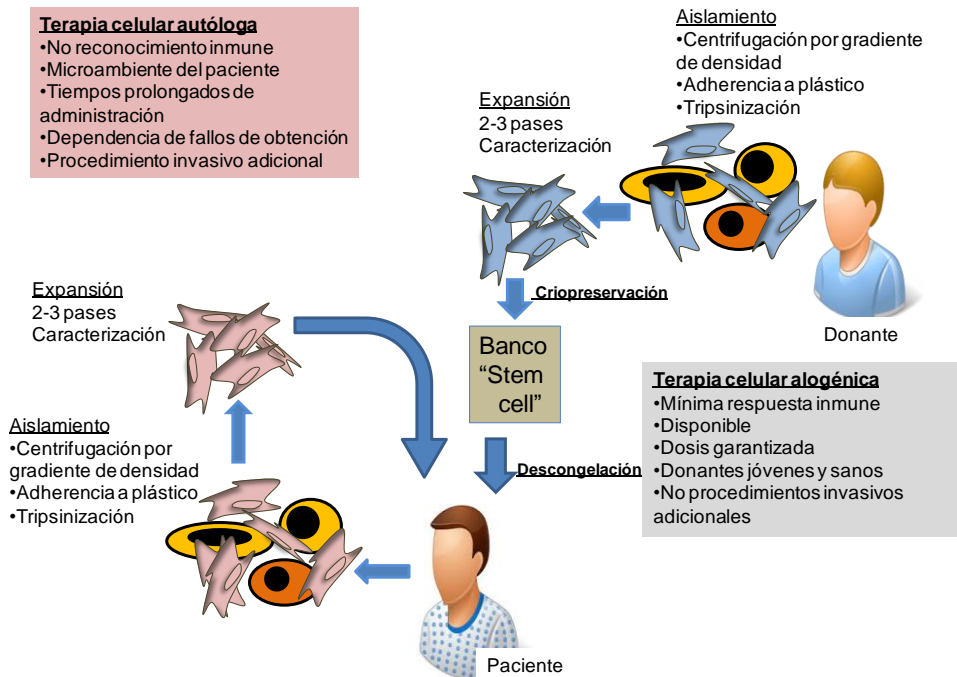 Terapia celular autóloga
•No reconocimiento inmune
•Microambiente del paciente
•Tiempos prolongados de
administración
•Dependencia de fallos de obtención
•Procedimiento invasivo adicional
Aislamiento
•Centrifugación por gradiente
de densidad
•Adherencia a plástico
•Tripsinización
Expansión
2-3 pases
Caracterización
Donante
Criopreservación
Banco
“Stem
cell”
Descongelación
Terapia celular alogénica
•Mínima respuesta inmune
•Disponible
•Dosis garantizada
•Donantes jóvenes y sanos
•No procedimientos invasivos
adicionales
Expansión
2-3 pases
Caracterización
Aislamiento
•Centrifugación por
gradiente de densidad
•Adherencia a plástico
•Tripsinización
Paciente